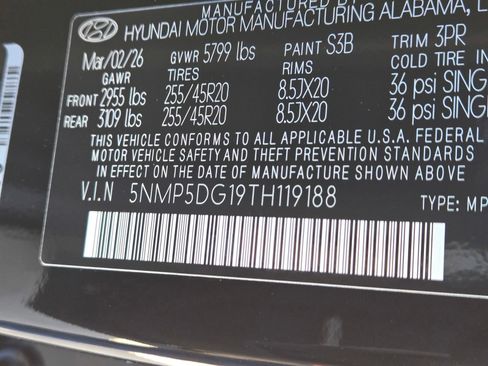 MANUFACTURED BY
HYUNDAI MOTOR MANUFACTURING ALABAMA, L
Mar/02/26 GVWR 5799 lbs PAINT S3B TRIM 3PR
GAWR TIRES RIMS COLD TIRE IN
FRONT 2955 lbs 255/45R20 8.5JX20 36 psi SING
REAR 3109 lbs 255/45R20 8.5JX20 36 psi SINGL
THIS VEHICLE CONFORMS TO ALL APPLICABLE U.S.A. FEDERAL
MOTOR VEHICLE SAFETY AND THEFT PREVENTION STANDARDS
IN EFFECT ON THE DATE OF MANUFACTURE SHOWN ABOVE
V.I.N 5NMP5DG19TH119188 TYPE: MP